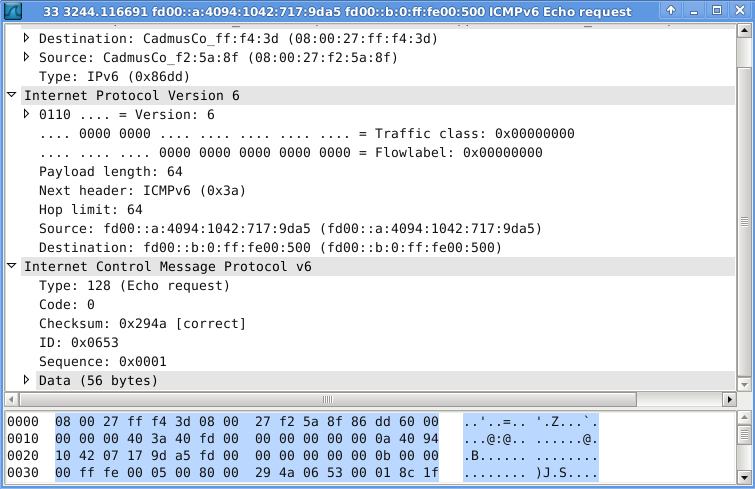 33 3244.116691 fd00::a:4094:1042:717:9da5 fd00::b:0:ff:fe00:500 ICMPv6 Echo request
Destination: CadmusCo_ff:f4:3d (08:00:27:ff:f4:3d)
Source: CadmusCo_f2:5a:8f (08:00:27:f2:5a:8f)
Type: IPv6 (0x86dd)
Internet Protocol Version 6
0110 .... = Version: 6
.... 0000 0000 .... .... .... .... .... = Traffic class: 0x00000000
.... .... .... 0000 0000 0000 0000 0000 = Flowlabel: 0x00000000
Payload length: 64
Next header: ICMPv6 (0x3a)
Hop limit: 64
Source: fd00::a:4094:1042:717:9da5 (fd00::a:4094:1042:717:9da5)
Destination: fd00::b:0:ff:fe00:500 (fd00::b:0:ff:fe00:500)
Internet Control Message Protocol v6
Type: 128 (Echo request)
Code: 0
Checksum: 0x294a [correct]
ID: 0x0653
Sequence: 0x0001
Data (56 bytes)
0000 08 00 27 ff f4 3d 08 00 27 f2 5a 8f 86 dd 60 00 ..'..=.. '.Z...`.
0010 00 00 00 40 3a 40 fd 00 00 00 00 00 00 0a 40 94 ...@:@.. ......@.
0020 10 42 07 17 9d a5 fd 00 00 00 00 00 00 0b 00 00 .B...... ........
0030 00 ff fe 00 05 00 80 00 29 4a 06 53 00 01 8c 1f ........ )J.S....